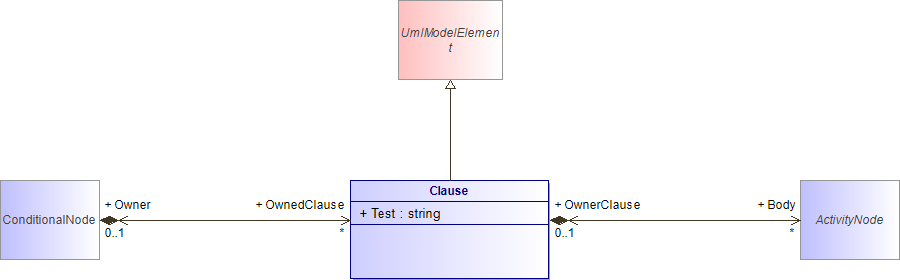 UmlModelElemen
t
Clause
+ Owner
+ OwnedClause
+ Test : string
+ OwnerClause
+ Body
ConditionalNode
ActivityNode
0..1
*
0..1
*